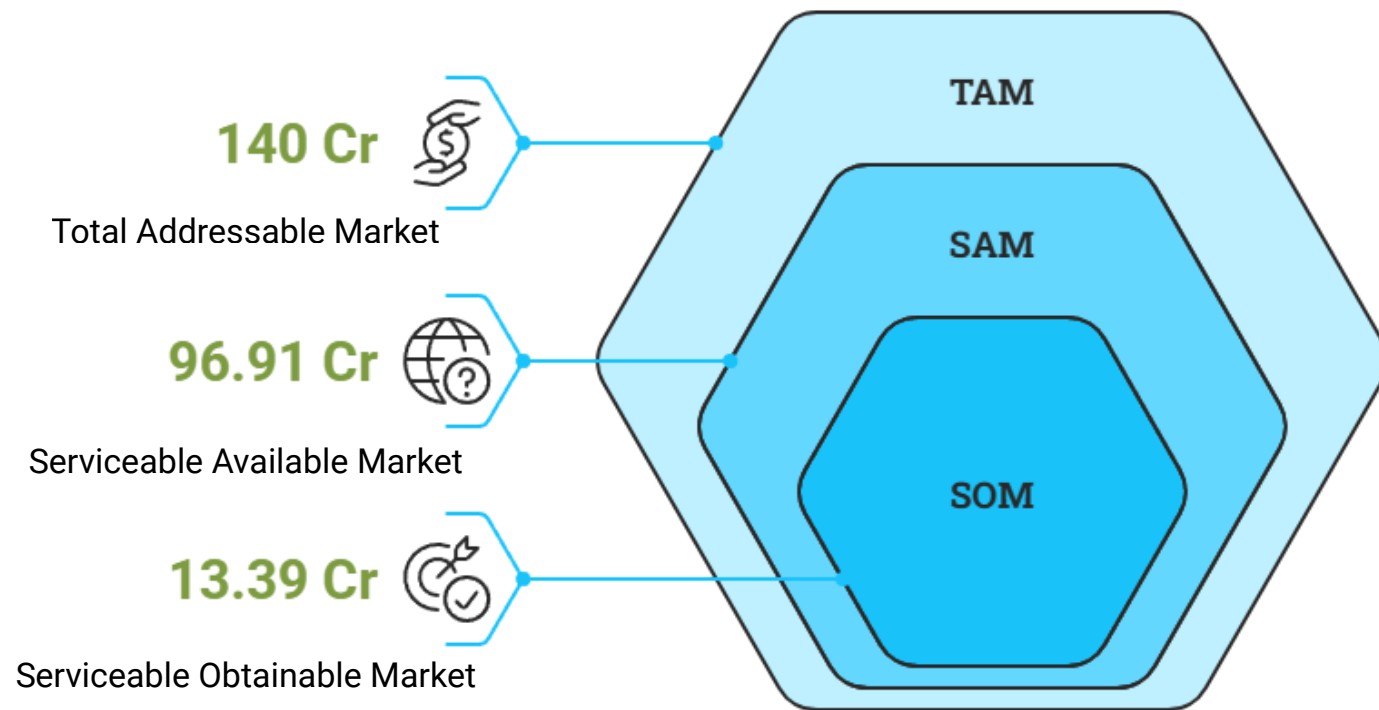 140 Cr
Total Addressable Market
96.91 Cr
Serviceable Available Market
13.39 Cr
Serviceable Obtainable Market
TAM
SAM
SOM
$
?